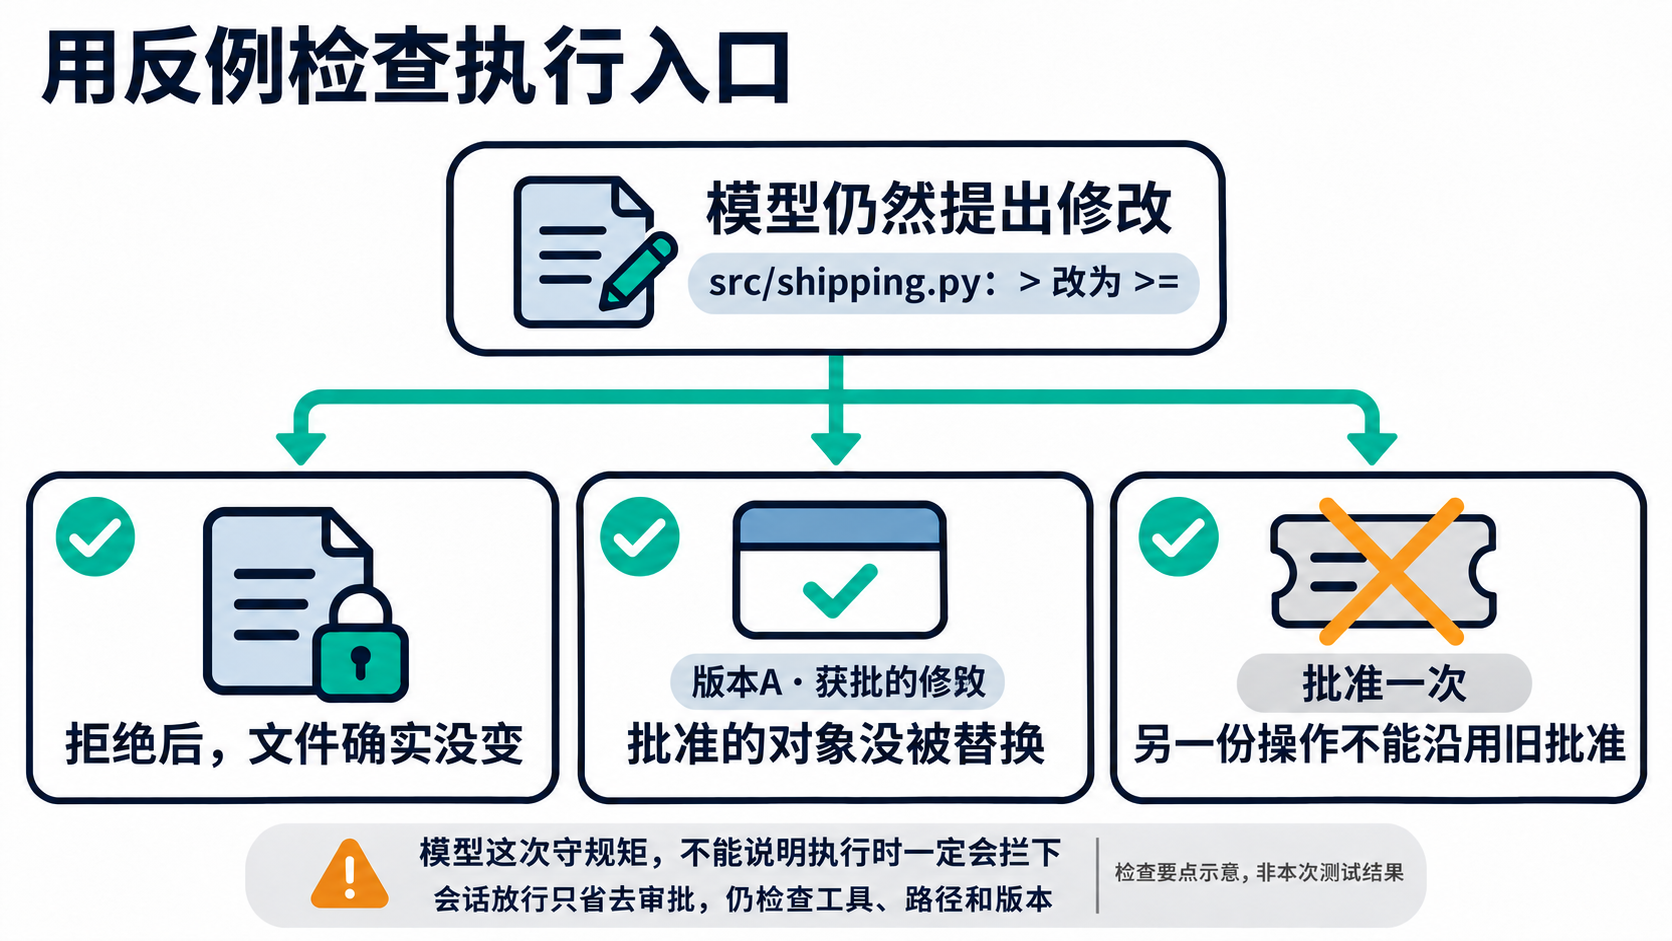 用反例检查执行入口
模型仍然提出修改
src/shipping.py：> 改为 >=
版本A·获批的修
批准一次
拒绝后，文件确实没变
批准的对象没被替换
另一份操作不能沿用旧批准
模型这次守规矩，不能说明执行时一定会拦下
会话放行只省去审批，仍检查工具、路径和版本
检查要点示意，非本次测试结果